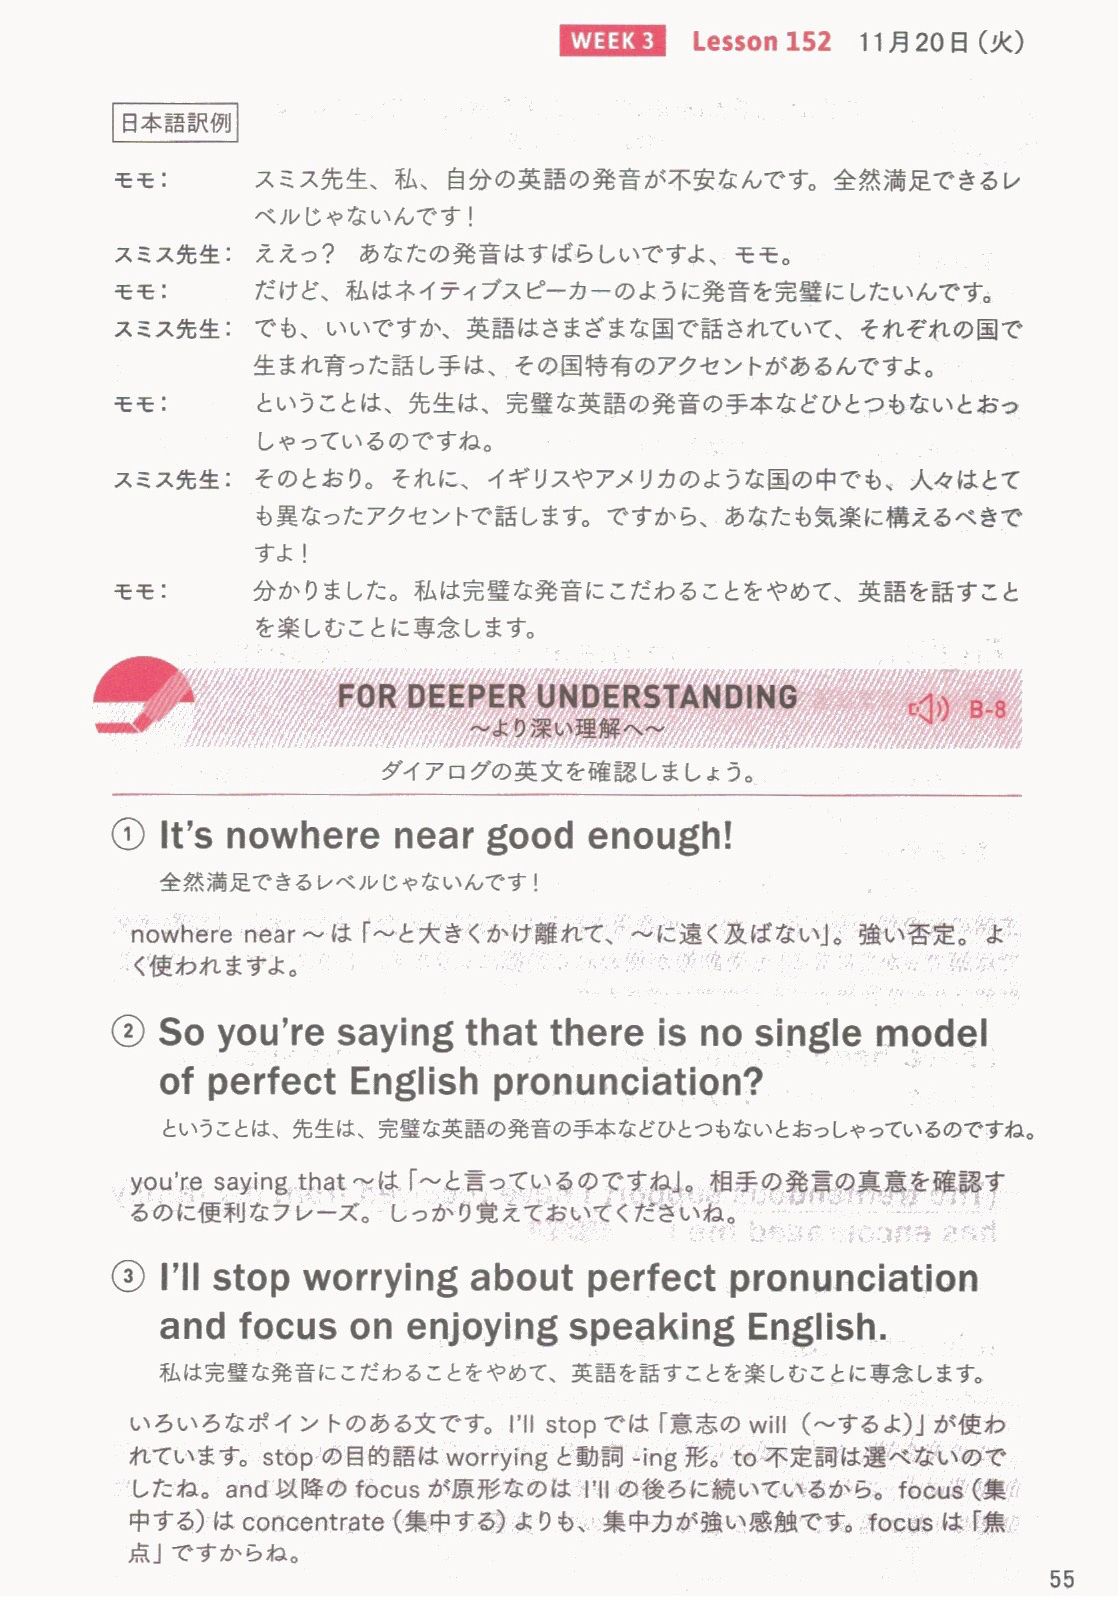 WEEK 3 Lesson 152 11月20日（火）
日本語訳例
モモ： スミス先生、私、自分の英語の発音が不安なんです。全然満足できるレ
ベルじゃないんです！
スミス先生： ええっ？ あなたの発音はすばらしいですよ、モモ。
モモ： だけど、私はネイティブスピーカーのように発音を完璧にしたいんです。
スミス先生： でも、いいですか、英語はさまざまな国で話されていて、それぞれの国で
生まれ育った話し手は、その国特有のアクセントがあるんですよ。
モモ： ということは、先生は、完璧な英語の発音の手本などひとつもないとおっ
しゃっているのですね。
スミス先生： そのとおり。それに、イギリスやアメリカのような国の中でも、人々はとて
も異なったアクセントで話します。ですから、あなたも気楽に構えるべきで
すよ！
モモ： 分かりました。私は完璧な発音にこだわることをやめて、英語を話すこと
を楽しむことに専念します。
FOR DEEPER UNDERSTANDING
～より深い理解へ～
B-8
ダイアログの英文を確認しましょう。
① It's nowhere near good enough!
全然満足できるレベルじゃないんです！
nowhere near ～は「～と大きくかけ離れて、～に遠く及ばない」。強い否定。よ
く使われますよ。
② So you're saying that there is no single model
of perfect English pronunciation?
ということは、先生は、完璧な英語の発音の手本などひとつもないとおっしゃっているのですね。
you're saying that ～は「～と言っているのですね」。相手の発言の真意を確認す
るのに便利なフレーズ。しっかり覚えておいてくださいね。
③ I'll stop worrying about perfect pronunciation
and focus on enjoying speaking English.
私は完璧な発音にこだわることをやめて、英語を話すことを楽しむことに専念します。
いろいろなポイントのある文です。I'll stop では「意志の will（～するよ）」が使わ
れています。stop の目的語は worrying と動詞 -ing 形。to 不定詞は選べないので
したね。and 以降の focus が原形なのは I'll の後ろに続いているから。focus（集
中する）は concentrate（集中する）よりも、集中力が強い感触です。focus は「焦
点」ですからね。
55